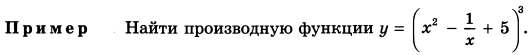 Пример Найти производную функции y = (x² − 1/x + 5)³.